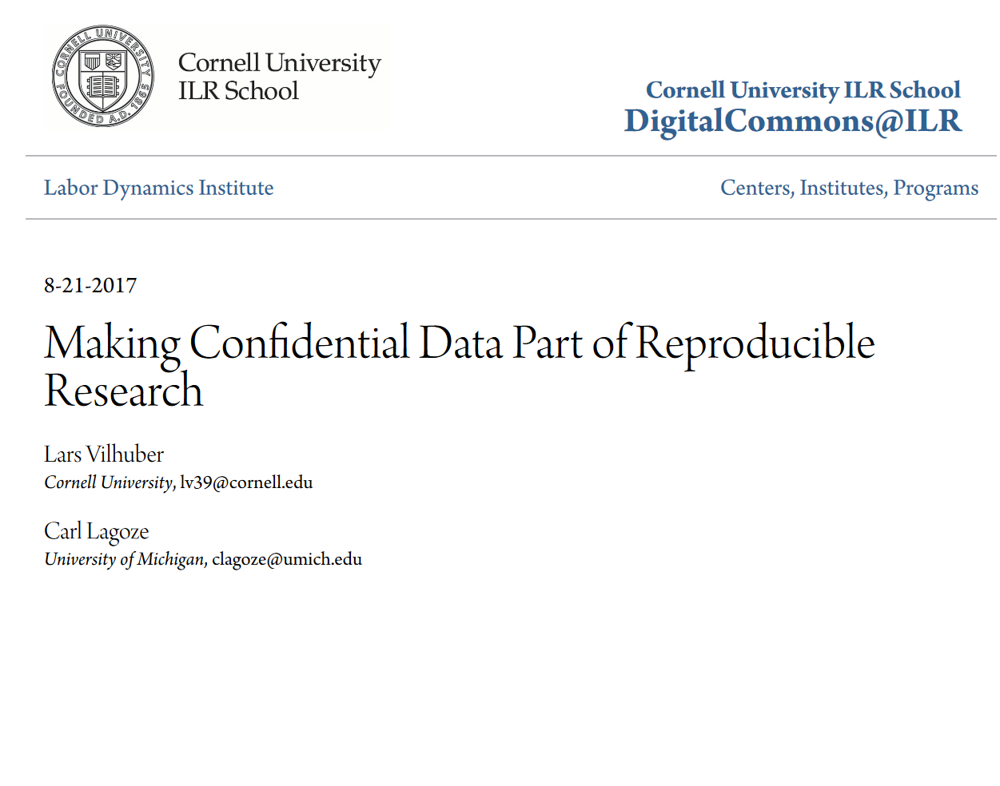 FOUNDED A.D. 1865 CORNELL UNIVERSITY
Cornell University
ILR School
Cornell University ILR School
DigitalCommons@ILR
Labor Dynamics Institute
Centers, Institutes, Programs
8-21-2017
Making Confidential Data Part of Reproducible
Research
Lars Vilhuber
Cornell University, lv39@cornell.edu
Carl Lagoze
University of Michigan, clagoze@umich.edu